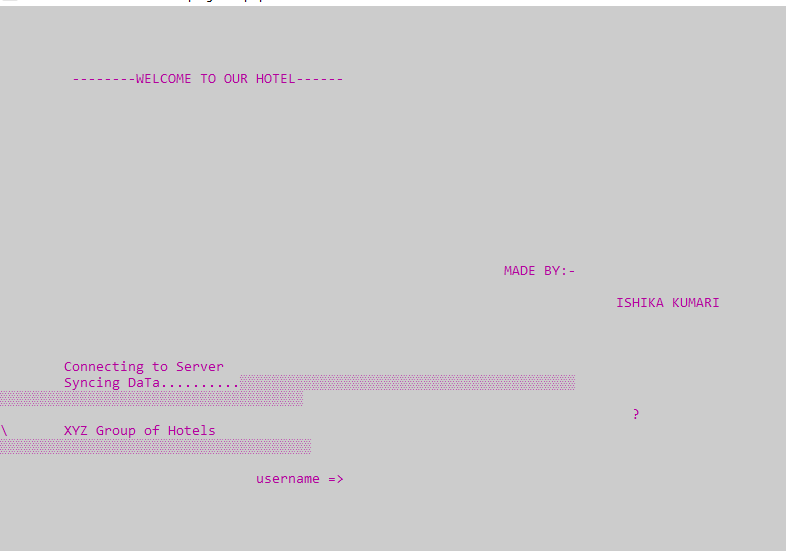 --------WELCOME TO OUR HOTEL------
MADE BY:-
ISHIKA KUMARI
Connecting to Server
Syncing DaTa..........░░░░░░░░░░░░░░░░░░░░░░░░░░░░░░░░░░░░░░░░░░
░░░░░░░░░░░░░░░░░░░░░░░░░░░░░░░░░░░░░░
?
\ XYZ Group of Hotels
░░░░░░░░░░░░░░░░░░░░░░░░░░░░░░░░░░░░░░░
username =>